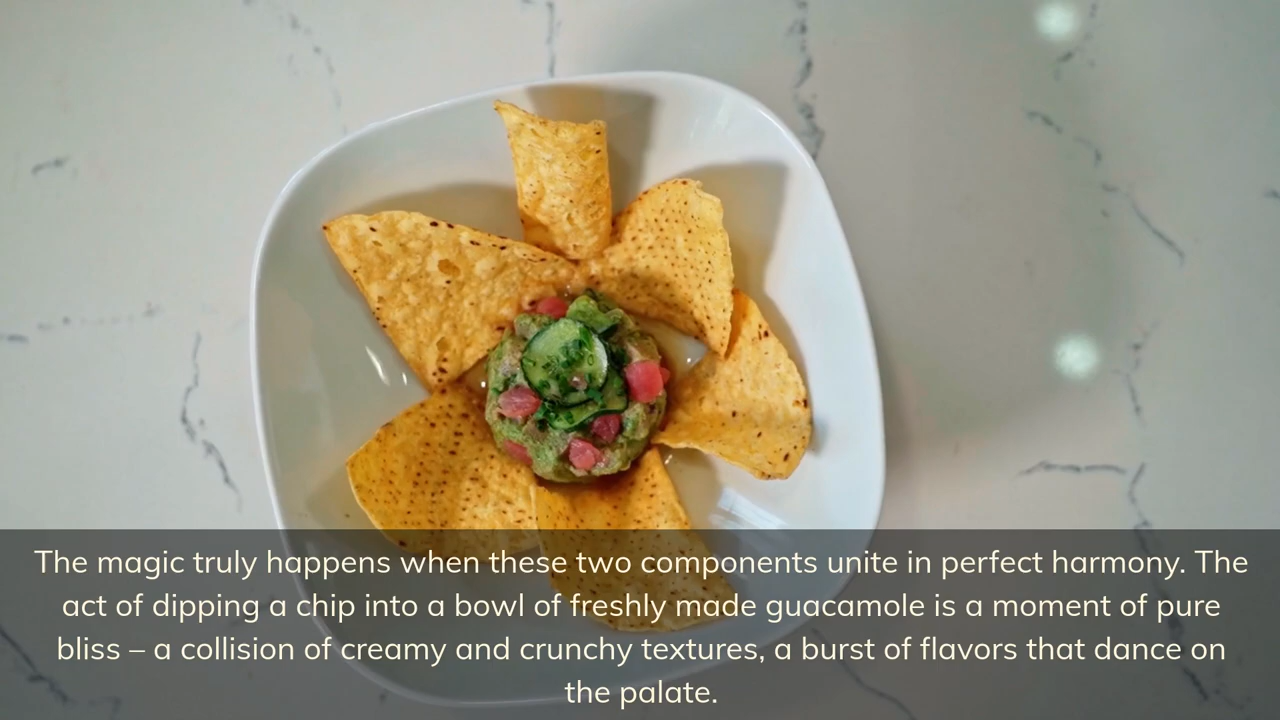 The magic truly happens when these two components unite in perfect harmony. The
act of dipping a chip into a bowl of freshly made guacamole is a moment of pure
bliss – a collision of creamy and crunchy textures, a burst of flavors that dance on
the palate.